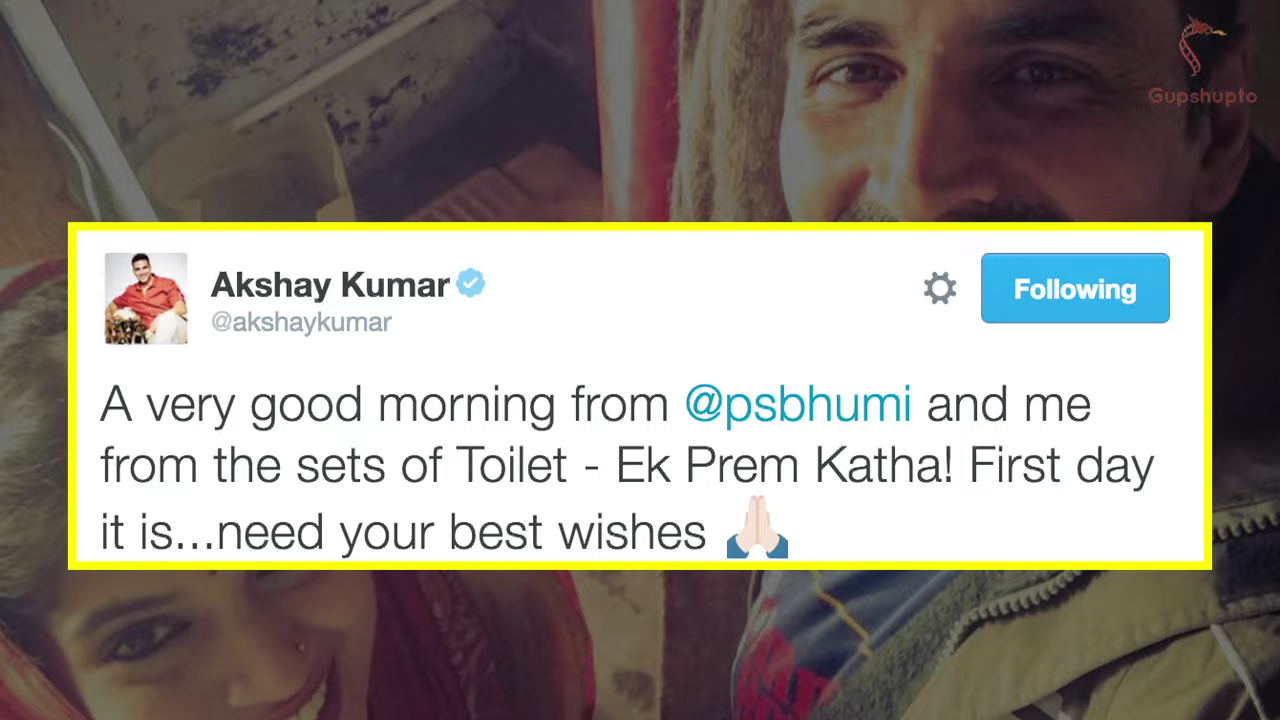 Gupshupto
Akshay Kumar
@akshaykumar
Following
A very good morning from @psbhumi and me
from the sets of Toilet - Ek Prem Katha! First day
it is...need your best wishes 🙏🏻